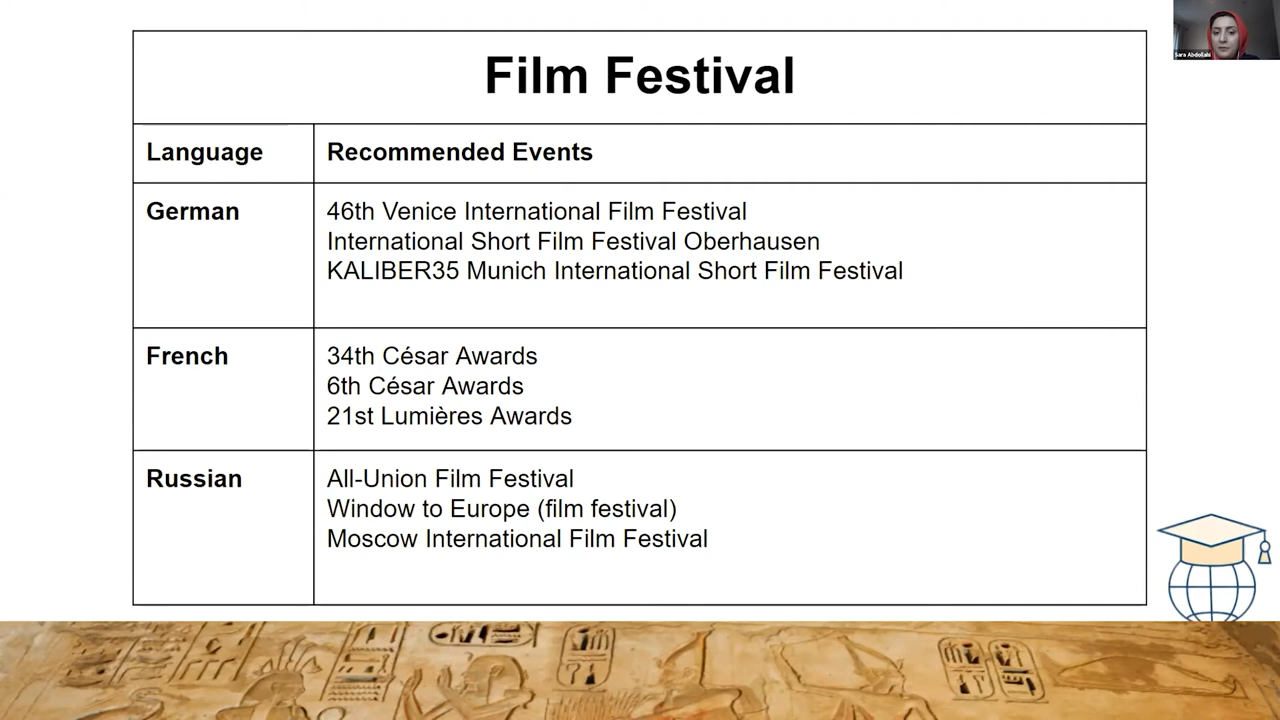 Film Festival
Language
Recommended Events
German
46th Venice International Film Festival
International Short Film Festival Oberhausen
KALIBER35 Munich International Short Film Festival
French
34th César Awards
6th César Awards
21st Lumières Awards
Russian
All-Union Film Festival
Window to Europe (film festival)
Moscow International Film Festival
Sara Abdollahi